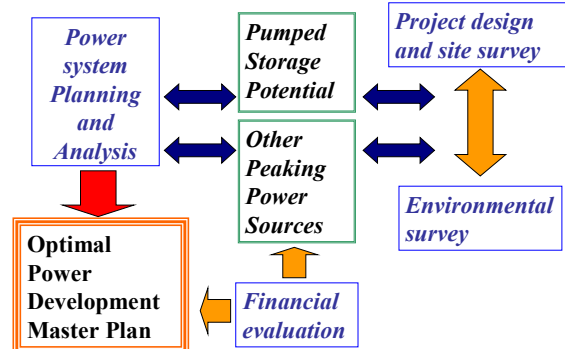 Power
system
Planning
and
Analysis
Pumped
Storage
Potential
Project design
and site survey
Other
Peaking
Power
Sources
Environmental
survey
Optimal
Power
Development
Master Plan
Financial
evaluation